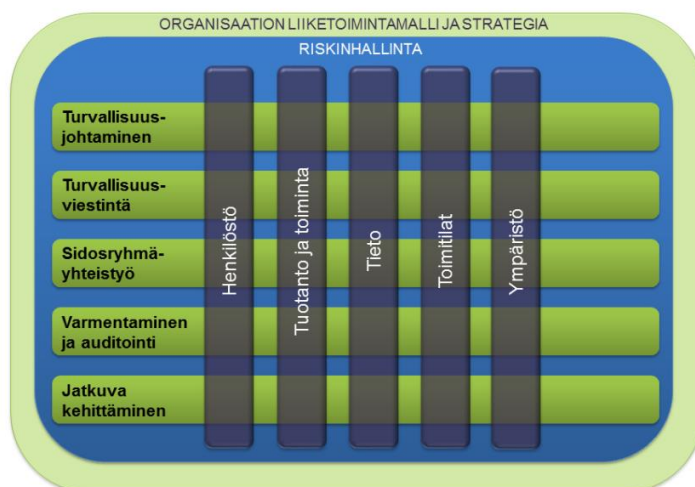 ORGANISAATION LIIKETOIMINTAMALLI JA STRATEGIA
RISKINHALLINTA
Turvallisuus-
johtaminen
Turvallisuus-
viestintä
Sidosryhmä-
yhteistyö
Varmentaminen
ja auditointi
Jatkuva
kehittäminen
Henkilöstö
Tuotanto ja toiminta
Tieto
Toimitilat
Ympäristö